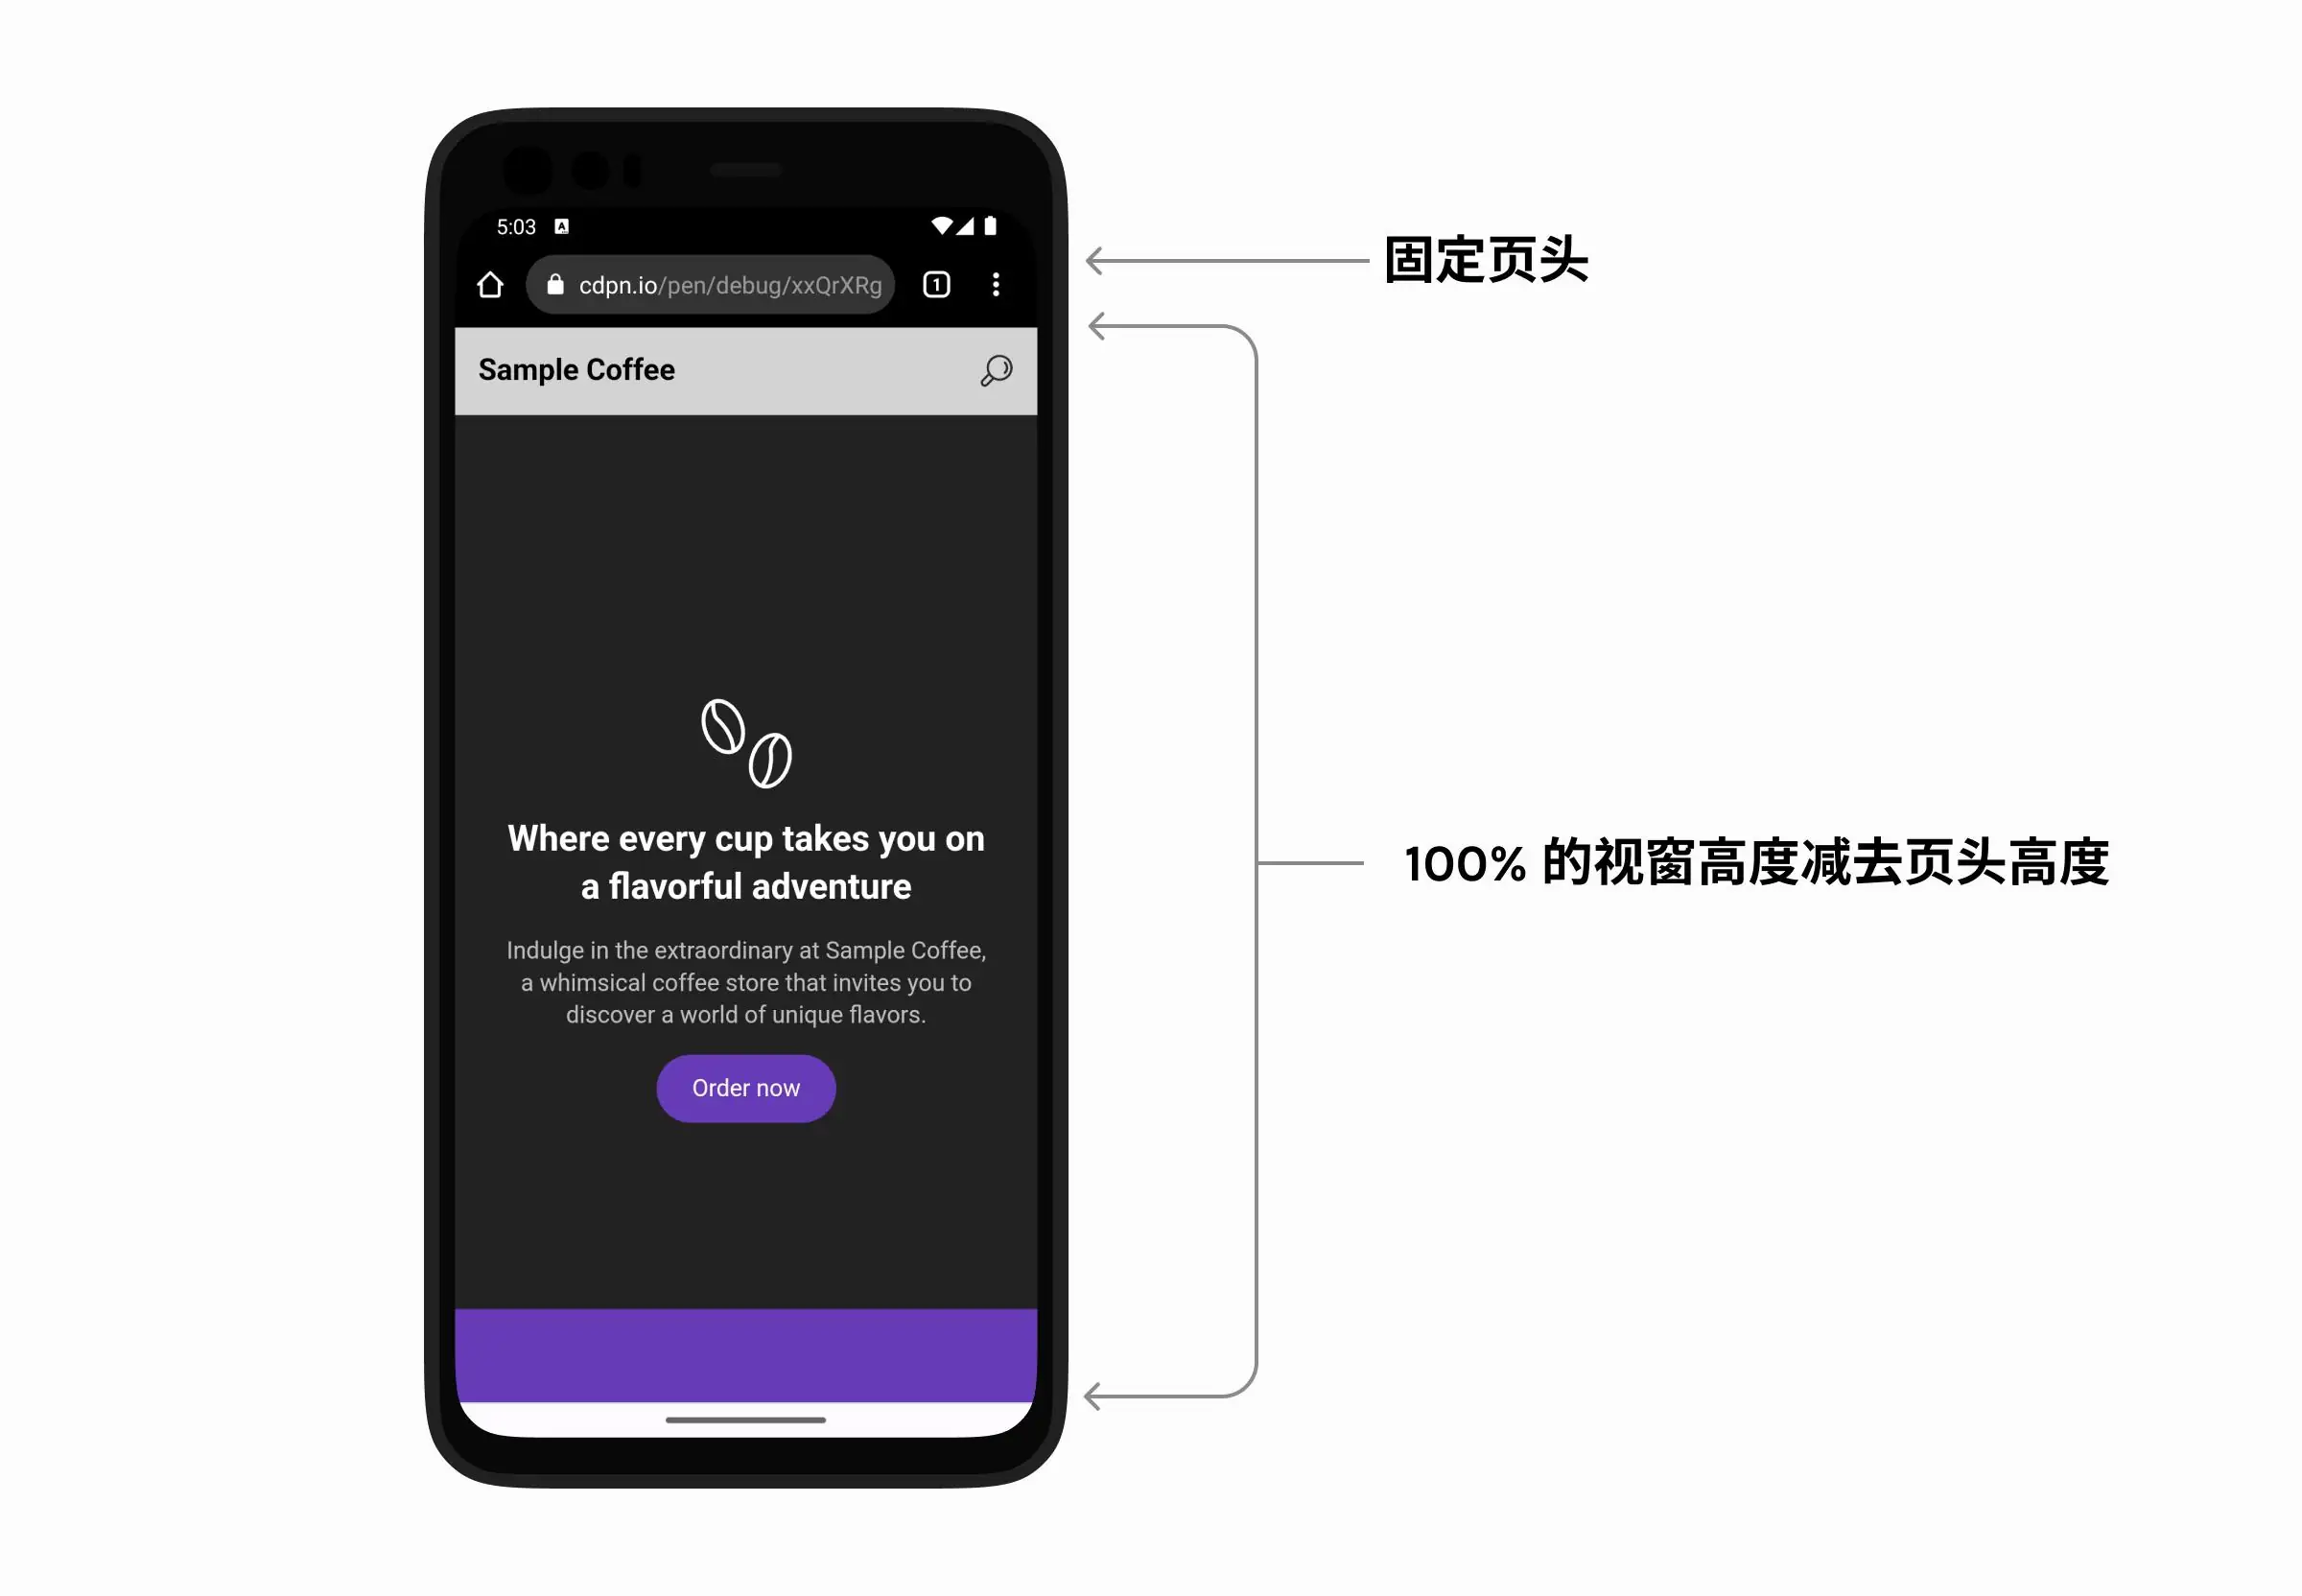 5:03 A
cdpn.io/pen/debug/xxQrXRg 1
固定页头
Sample Coffee
Where every cup takes you on
a flavorful adventure
100% 的视窗高度减去页头高度
Indulge in the extraordinary at Sample Coffee,
a whimsical coffee store that invites you to
discover a world of unique flavors.
Order now